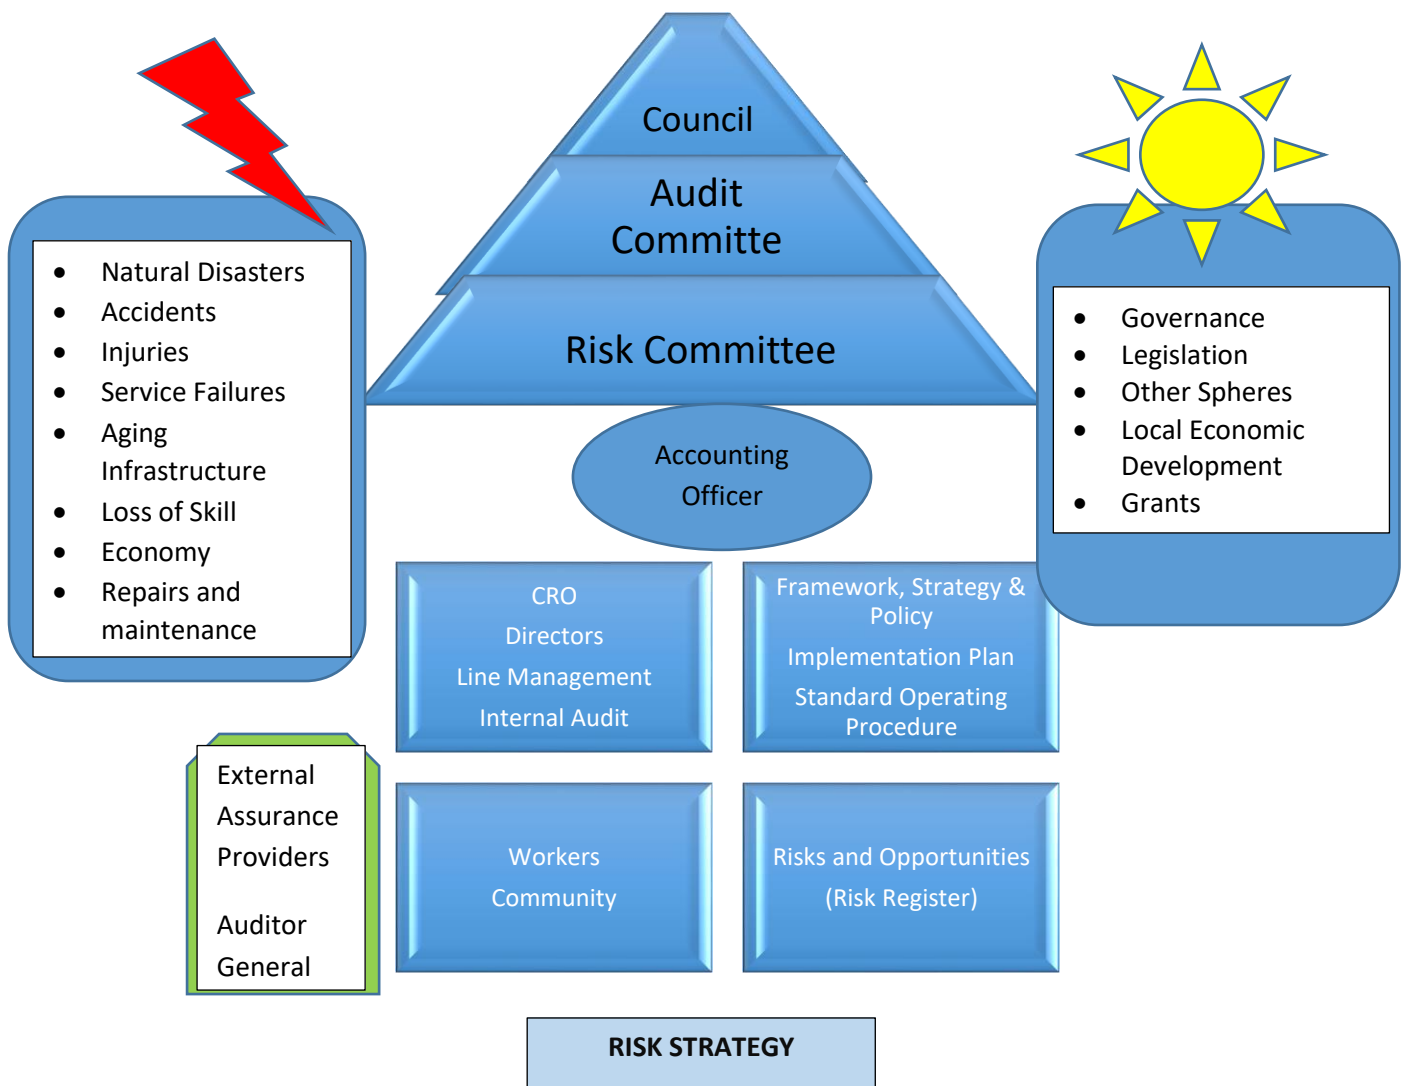 Council
Audit
Committe
Risk Committee
Accounting
Officer
• Natural Disasters
• Accidents
• Injuries
• Service Failures
• Aging
Infrastructure
• Loss of Skill
• Economy
• Repairs and
maintenance
• Governance
• Legislation
• Other Spheres
• Local Economic
Development
• Grants
CRO
Directors
Line Management
Internal Audit
Framework, Strategy &
Policy
Implementation Plan
Standard Operating
Procedure
External
Assurance
Providers
Auditor
General
Workers
Community
Risks and Opportunities
(Risk Register)
RISK STRATEGY